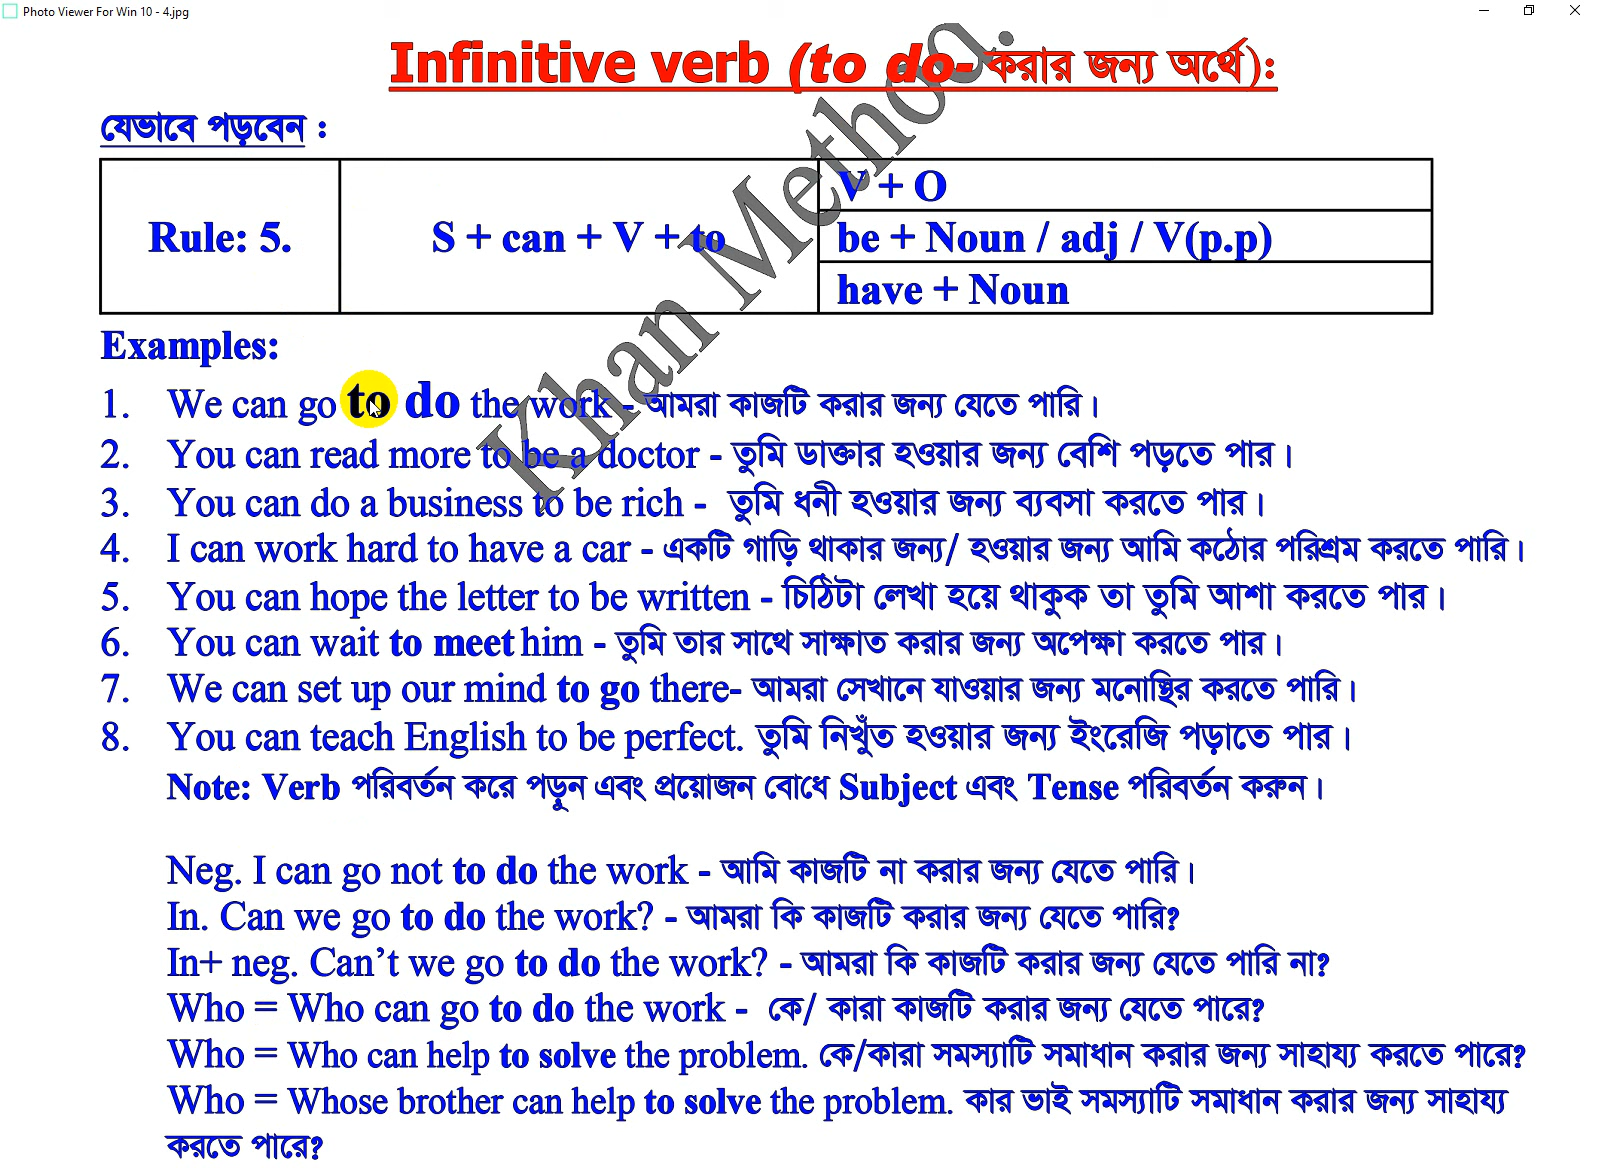 Photo Viewer For Win 10 - 4.jpg
Infinitive verb (to do- করার জন্য অর্থে):
যেভাবে পড়বেন :
Rule: 5.
S + can + V + to
V + O
be + Noun / adj / V(p.p)
have + Noun
Examples:
1. We can go to do the work - আমরা কাজটি করার জন্য যেতে পারি।
2. You can read more to be a doctor - তুমি ডাক্তার হওয়ার জন্য বেশি পড়তে পার।
3. You can do a business to be rich - তুমি ধনী হওয়ার জন্য ব্যবসা করতে পার।
4. I can work hard to have a car - একটি গাড়ি থাকার জন্য/ হওয়ার জন্য আমি কঠোর পরিশ্রম করতে পারি।
5. You can hope the letter to be written - চিঠিটা লেখা হয়ে থাকুক তা তুমি আশা করতে পার।
6. You can wait to meet him - তুমি তার সাথে সাক্ষাত করার জন্য অপেক্ষা করতে পার।
7. We can set up our mind to go there- আমরা সেখানে যাওয়ার জন্য মনোস্থির করতে পারি।
8. You can teach English to be perfect. তুমি নিখুঁত হওয়ার জন্য ইংরেজি পড়াতে পার।
Note: Verb পরিবর্তন করে পড়ুন এবং প্রয়োজন বোধে Subject এবং Tense পরিবর্তন করুন।
Neg. I can go not to do the work - আমি কাজটি না করার জন্য যেতে পারি।
In. Can we go to do the work? - আমরা কি কাজটি করার জন্য যেতে পারি?
In+ neg. Can't we go to do the work? - আমরা কি কাজটি করার জন্য যেতে পারি না?
Who = Who can go to do the work - কে/ কারা কাজটি করার জন্য যেতে পারে?
Who = Who can help to solve the problem. কে/কারা সমস্যাটি সমাধান করার জন্য সাহায্য করতে পারে?
Who = Whose brother can help to solve the problem. কার ভাই সমস্যাটি সমাধান করার জন্য সাহায্য
করতে পারে?
Khan Method.